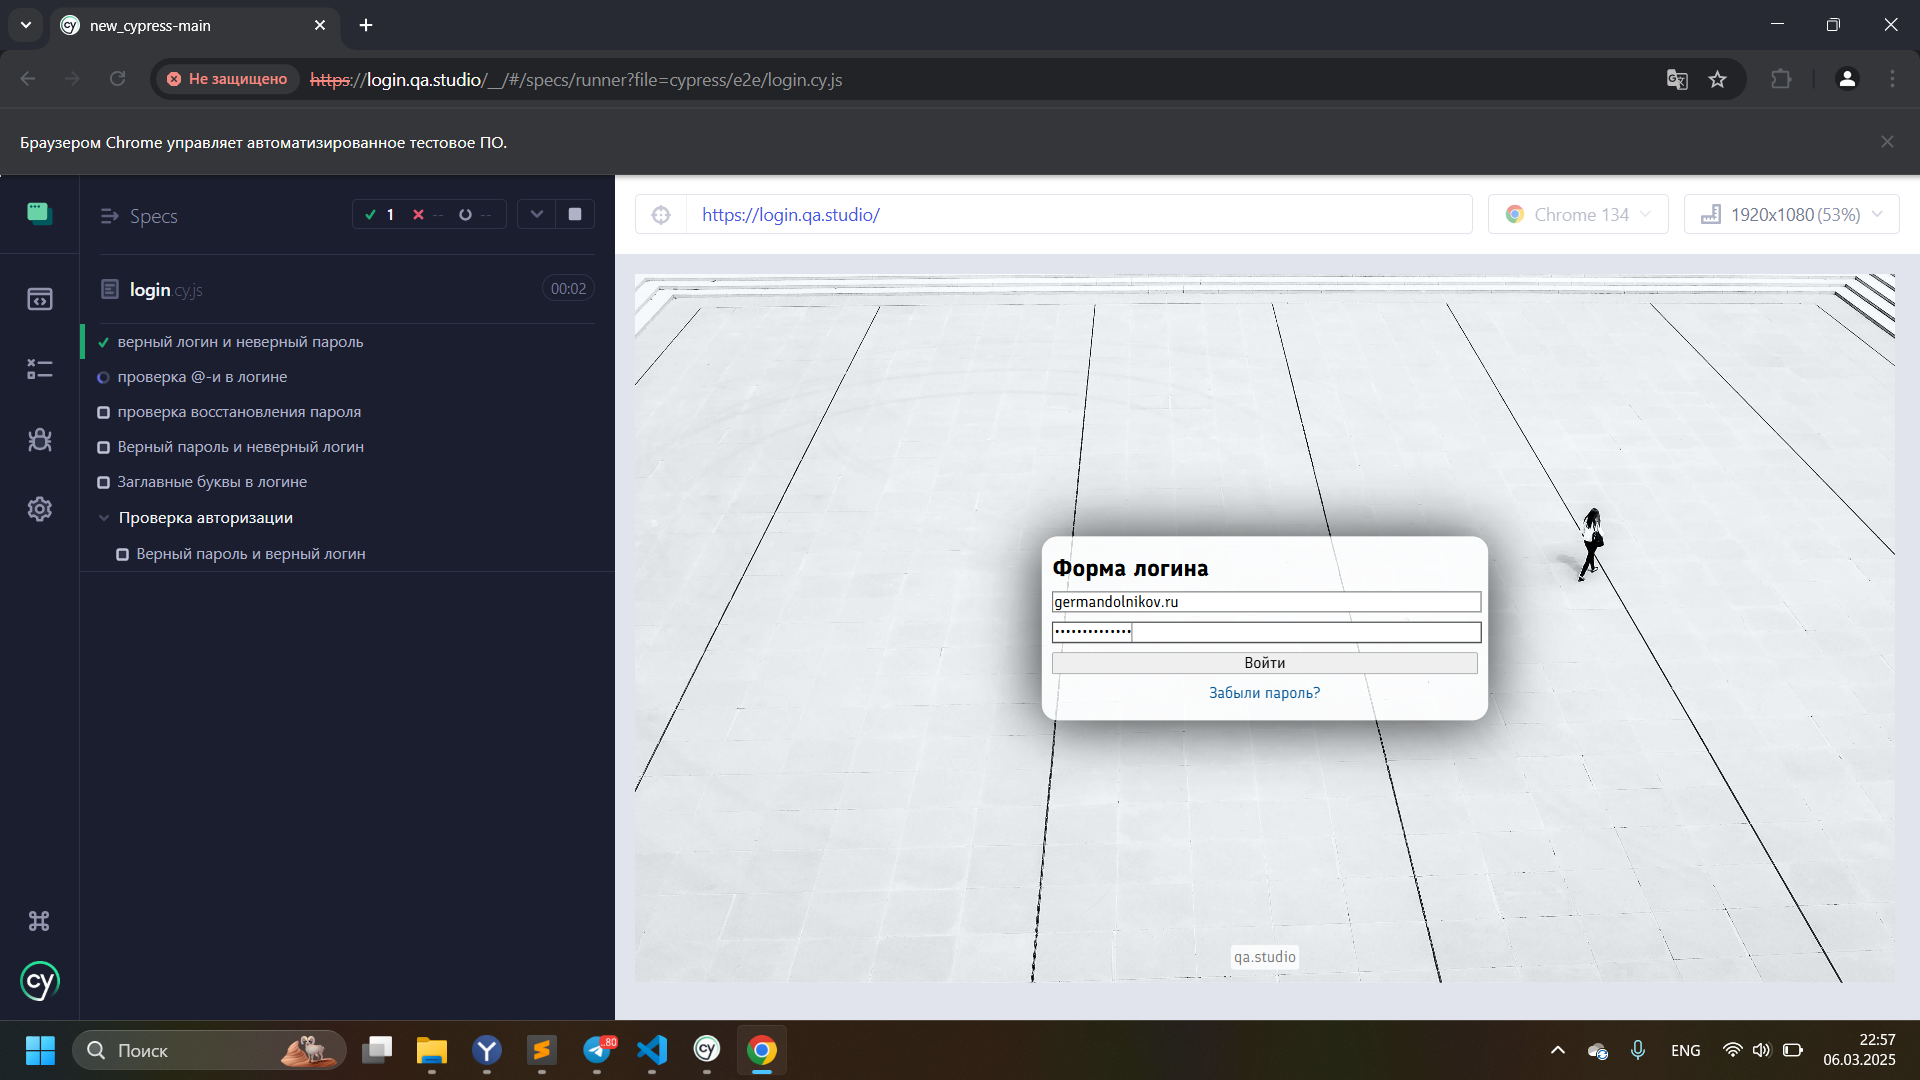 new_cypress-main
Не защищено https://login.qa.studio/__/#/specs/runner?file=cypress/e2e/login.cy.js
Браузером Chrome управляет автоматизированное тестовое ПО.
Specs 1 -- --
https://login.qa.studio/ Chrome 134 1920x1080 (53%)
login.cy.js 00:02
верный логин и неверный пароль
проверка @-и в логине
проверка восстановления пароля
Верный пароль и неверный логин
Заглавные буквы в логине
Проверка авторизации
Верный пароль и верный логин
Форма логина
germandolnikov.ru
••••••••••••••
Войти
Забыли пароль?
qa.studio
cy
Поиск
.80
ENG
22:57
06.03.2025